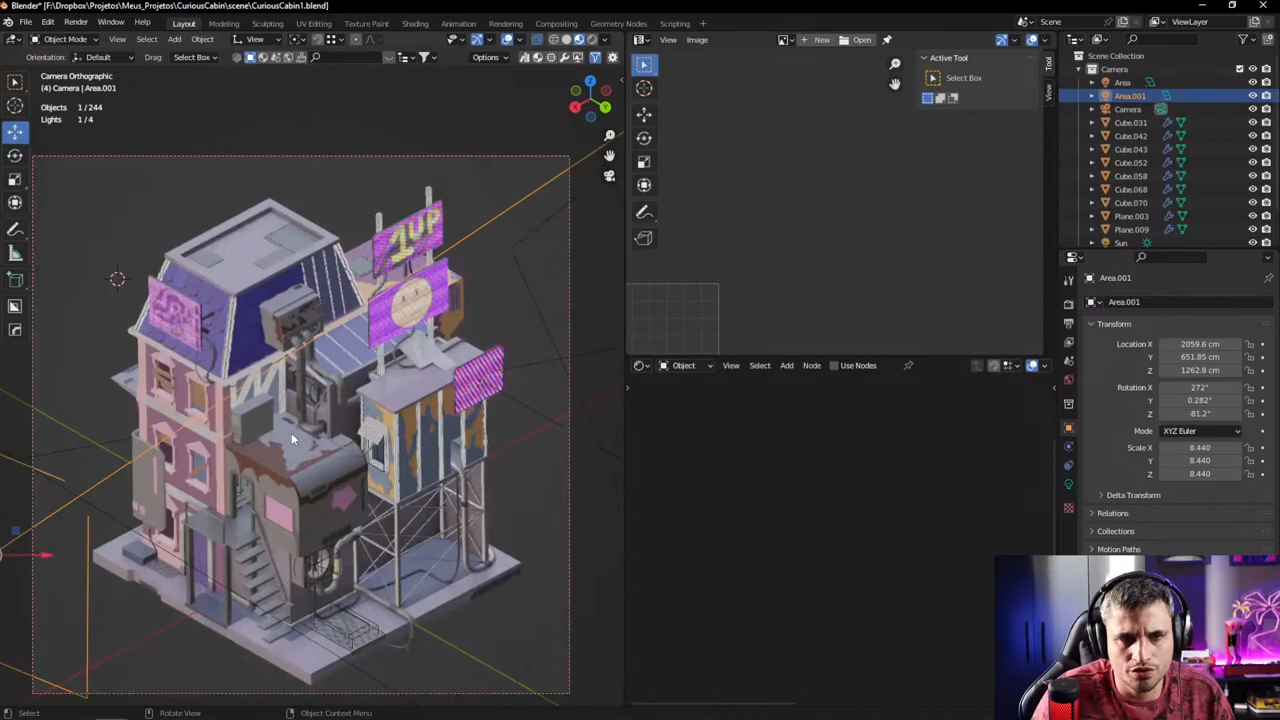 Blender* [F:\Dropbox\Projetos\Meus_Projetos\CuriousCabin\scene\CuriousCabin1.blend]
File Edit Render Window Help Layout Modeling Sculpting UV Editing Texture Paint Shading Animation Rendering Compositing Geometry Nodes Scripting Scene ViewLayer
Object Mode View Select Add Object View View Image New Open
Orientation: Default Drag: Select Box Options
Camera Orthographic
(4) Camera | Area.001
Objects 1 / 244
Lights 1 / 4
Z
X
Y
1UP
Active Tool
Select Box
Tool
View
Object View Select Add Node Use Nodes
Scene Collection
Camera
Area
Area.001
Camera
Cube.031
Cube.042
Cube.043
Cube.052
Cube.058
Cube.068
Cube.070
Plane.003
Plane.009
Sun
Area.001
Area.001
Transform
Location X 2059.6 cm
Y 651.85 cm
Z 1262.8 cm
Rotation X 272°
Y 0.282°
Z -81.2°
Mode XYZ Euler
Scale X 8.440
Y 8.440
Z 8.440
Delta Transform
Relations
Collections
Motion Paths
Select Rotate View Object Context Menu